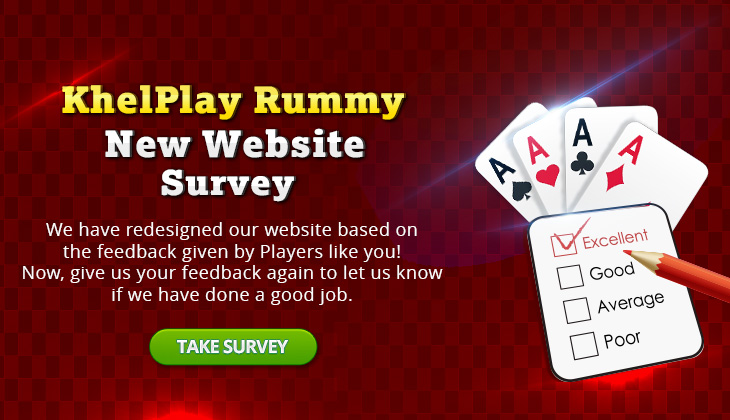 KhelPlay Rummy
New Website
Survey
We have redesigned our website based on
the feedback given by Players like you!
Now, give us your feedback again to let us know
if we have done a good job.
TAKE SURVEY
A
A
A
A
Excellent
Good
Average
Poor